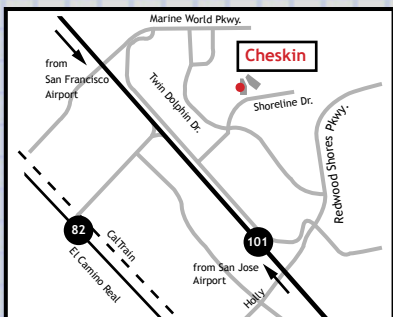 Marine World Pkwy.
Cheskin
from
San Francisco
Airport
Twin Dolphin Dr.
Shoreline Dr.
Redwood Shores Pkwy.
82
CalTrain
El Camino Real
101
from San Jose
Airport
Holly